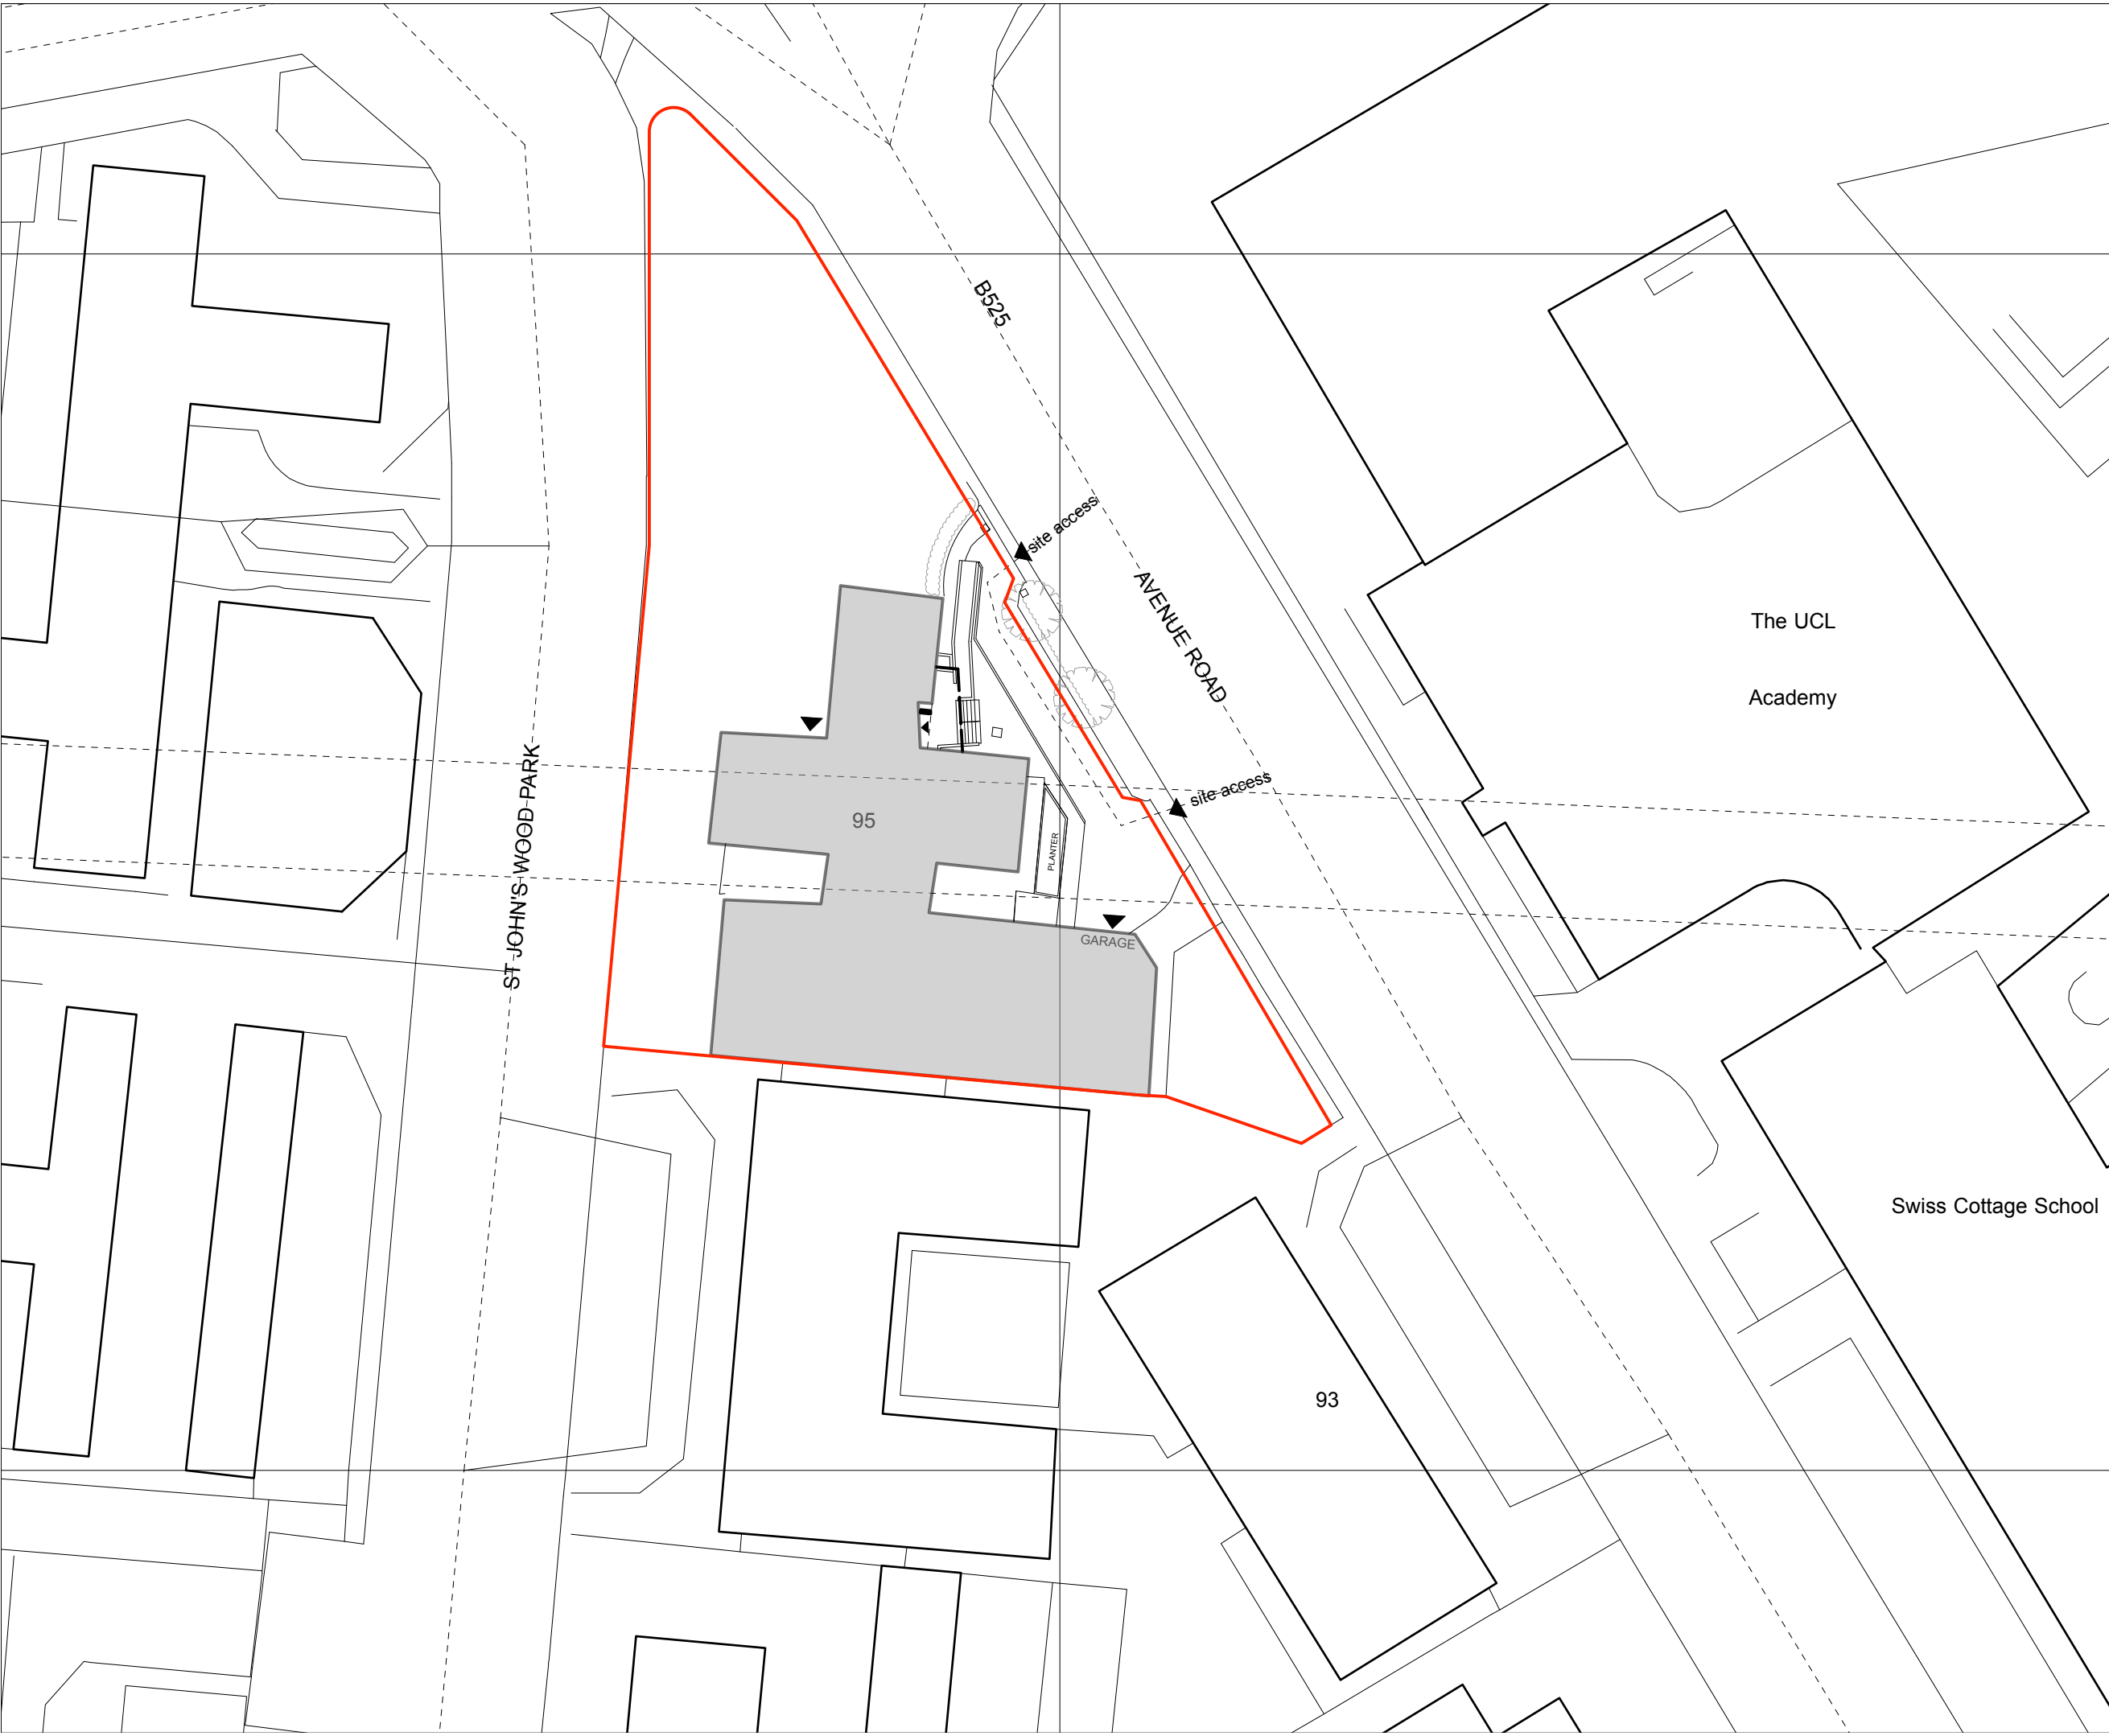 B525
site access
AVENUE ROAD
The UCL
Academy
ST JOHN'S WOOD PARK
site access
95
PLANTER
GARAGE
Swiss Cottage School
93